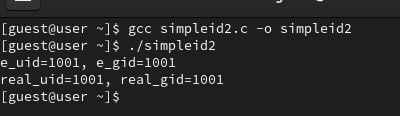 [guest@user ~]$ gcc simpleid2.c -o simpleid2
[guest@user ~]$ ./simpleid2
e_uid=1001, e_gid=1001
real_uid=1001, real_gid=1001
[guest@user ~]$